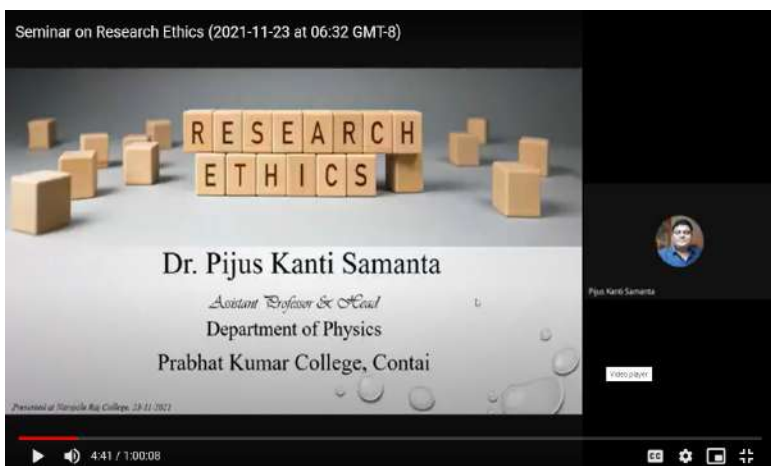 Seminar on Research Ethics (2021-11-23 at 06:32 GMT-8)
RESEARCH
ETHICS
Dr. Pijus Kanti Samanta
Assistant Professor & Head
Department of Physics
Prabhat Kumar College, Contai
Presented at Narajole Raj College, 23-11-2021
Pijus Kanti Samanta
Video player
4:41 / 1:00:08
CC